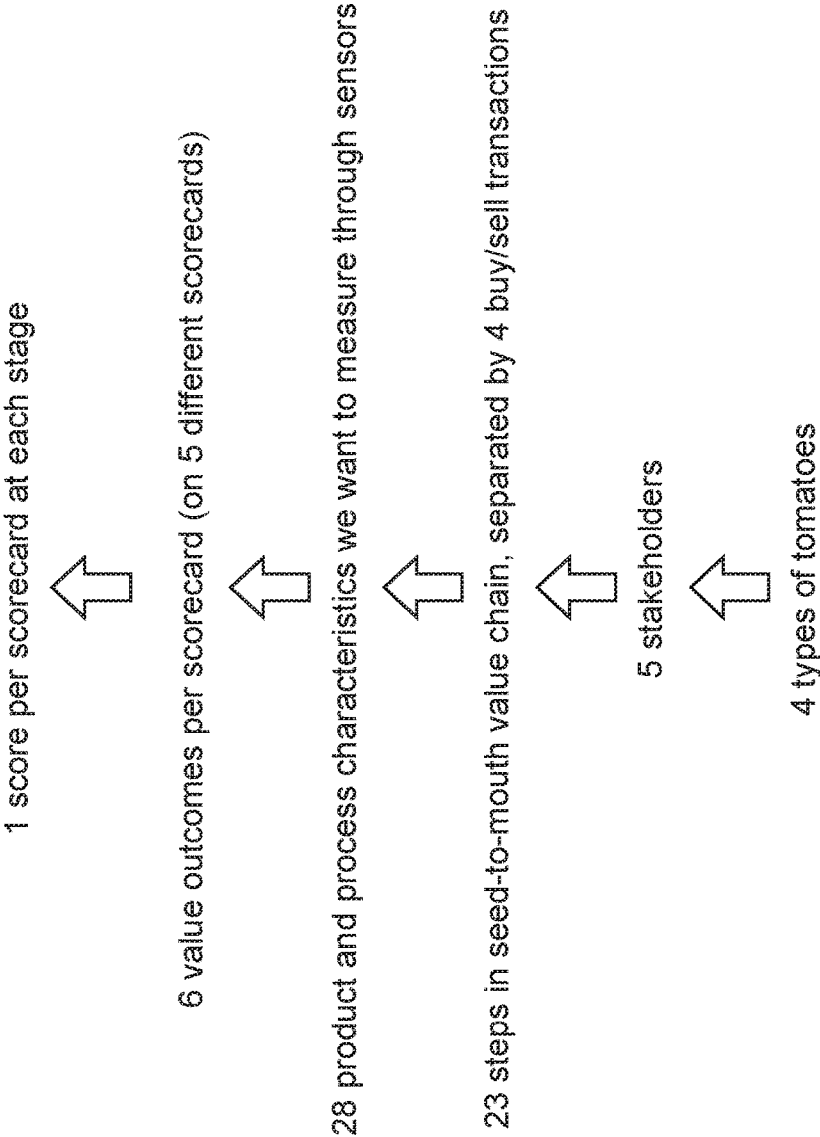 1 score per scorecard at each stage
6 value outcomes per scorecard (on 5 different scorecards)
28 product and process characteristics we want to measure through sensors
23 steps in seed-to-mouth value chain, separated by 4 buy/sell transactions
5 stakeholders
4 types of tomatoes